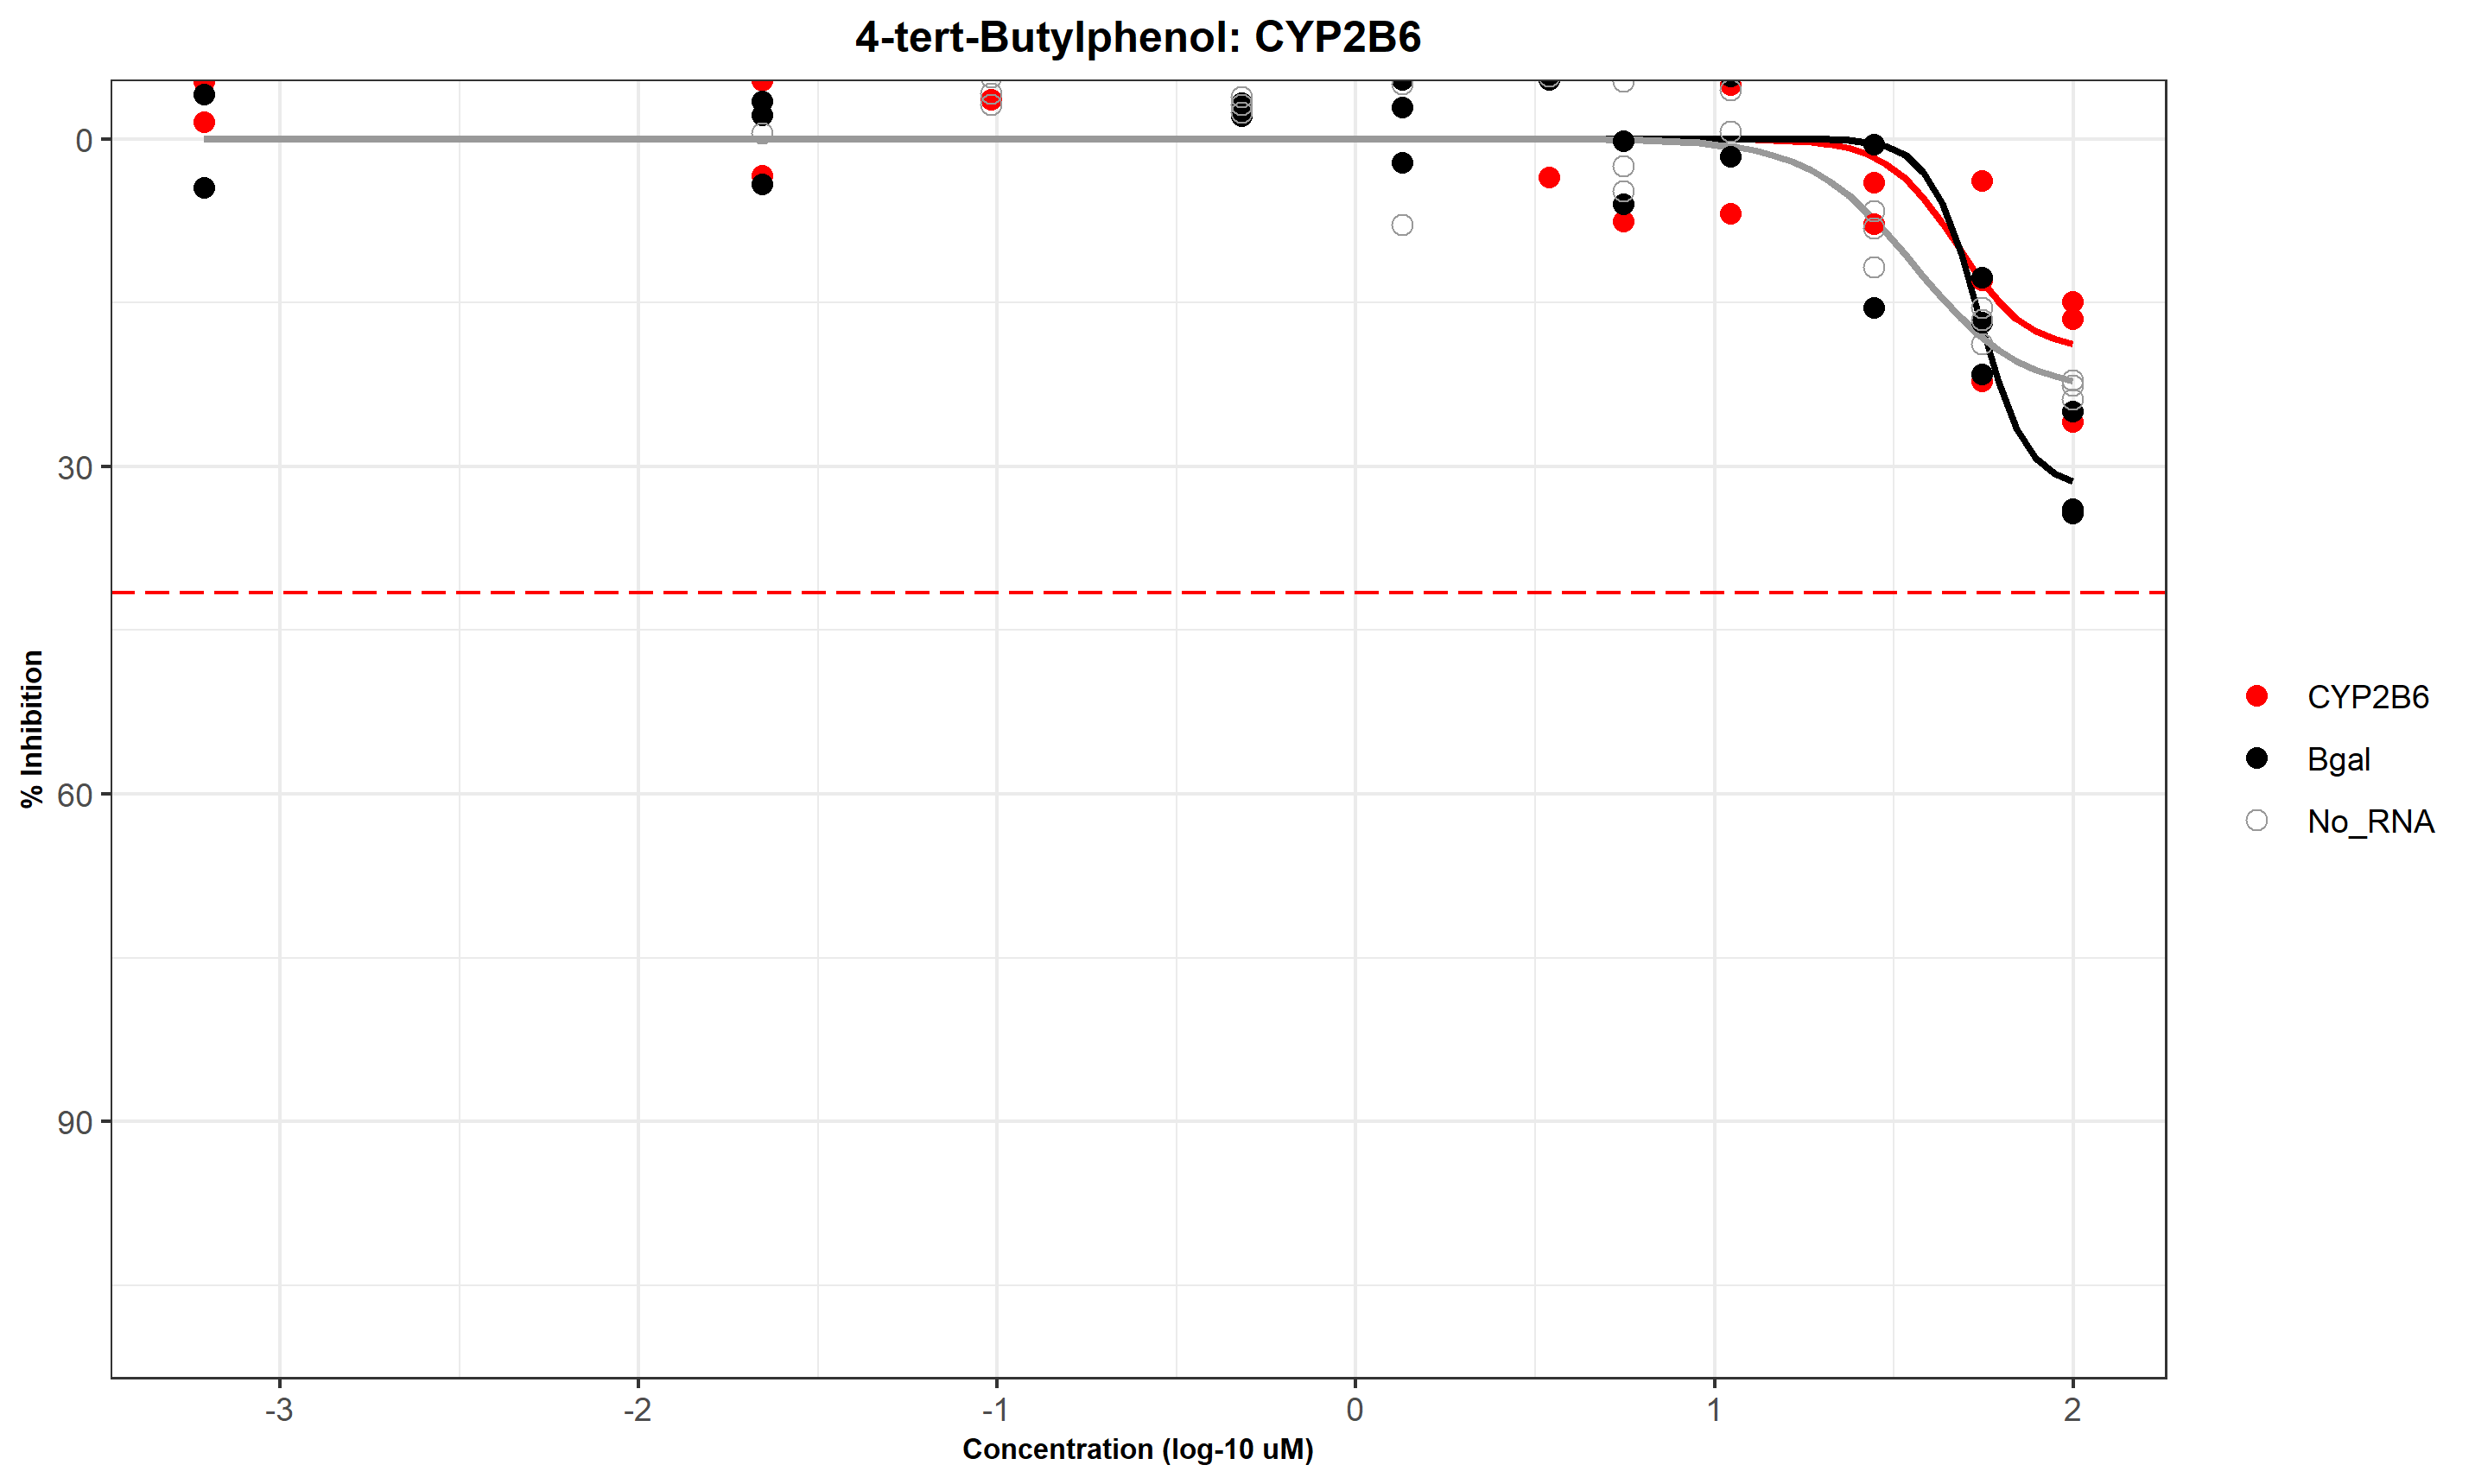 4-tert-Butylphenol: CYP2B6
0
30
60
90
% Inhibition
-3
-2
-1
0
1
2
Concentration (log-10 uM)
CYP2B6
Bgal
No_RNA